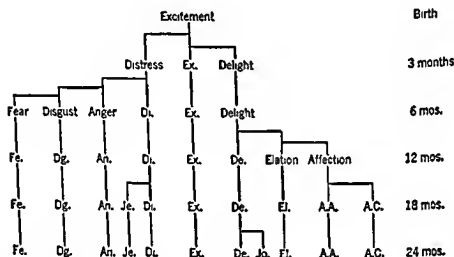 Excitement Birth
Distress Ex. Delight 3 months
Fear Disgust Anger Di. Ex. Delight 6 mos.
Fe. Dg. An. Di. Ex. De. Elation Affection 12 mos.
Fe. Dg. An. Je. Di. Ex. De. El. A.A. A.C. 18 mos.
Fe. Dg. An. Je. Di. Ex. De. Jo. El. A.A. A.C. 24 mos.